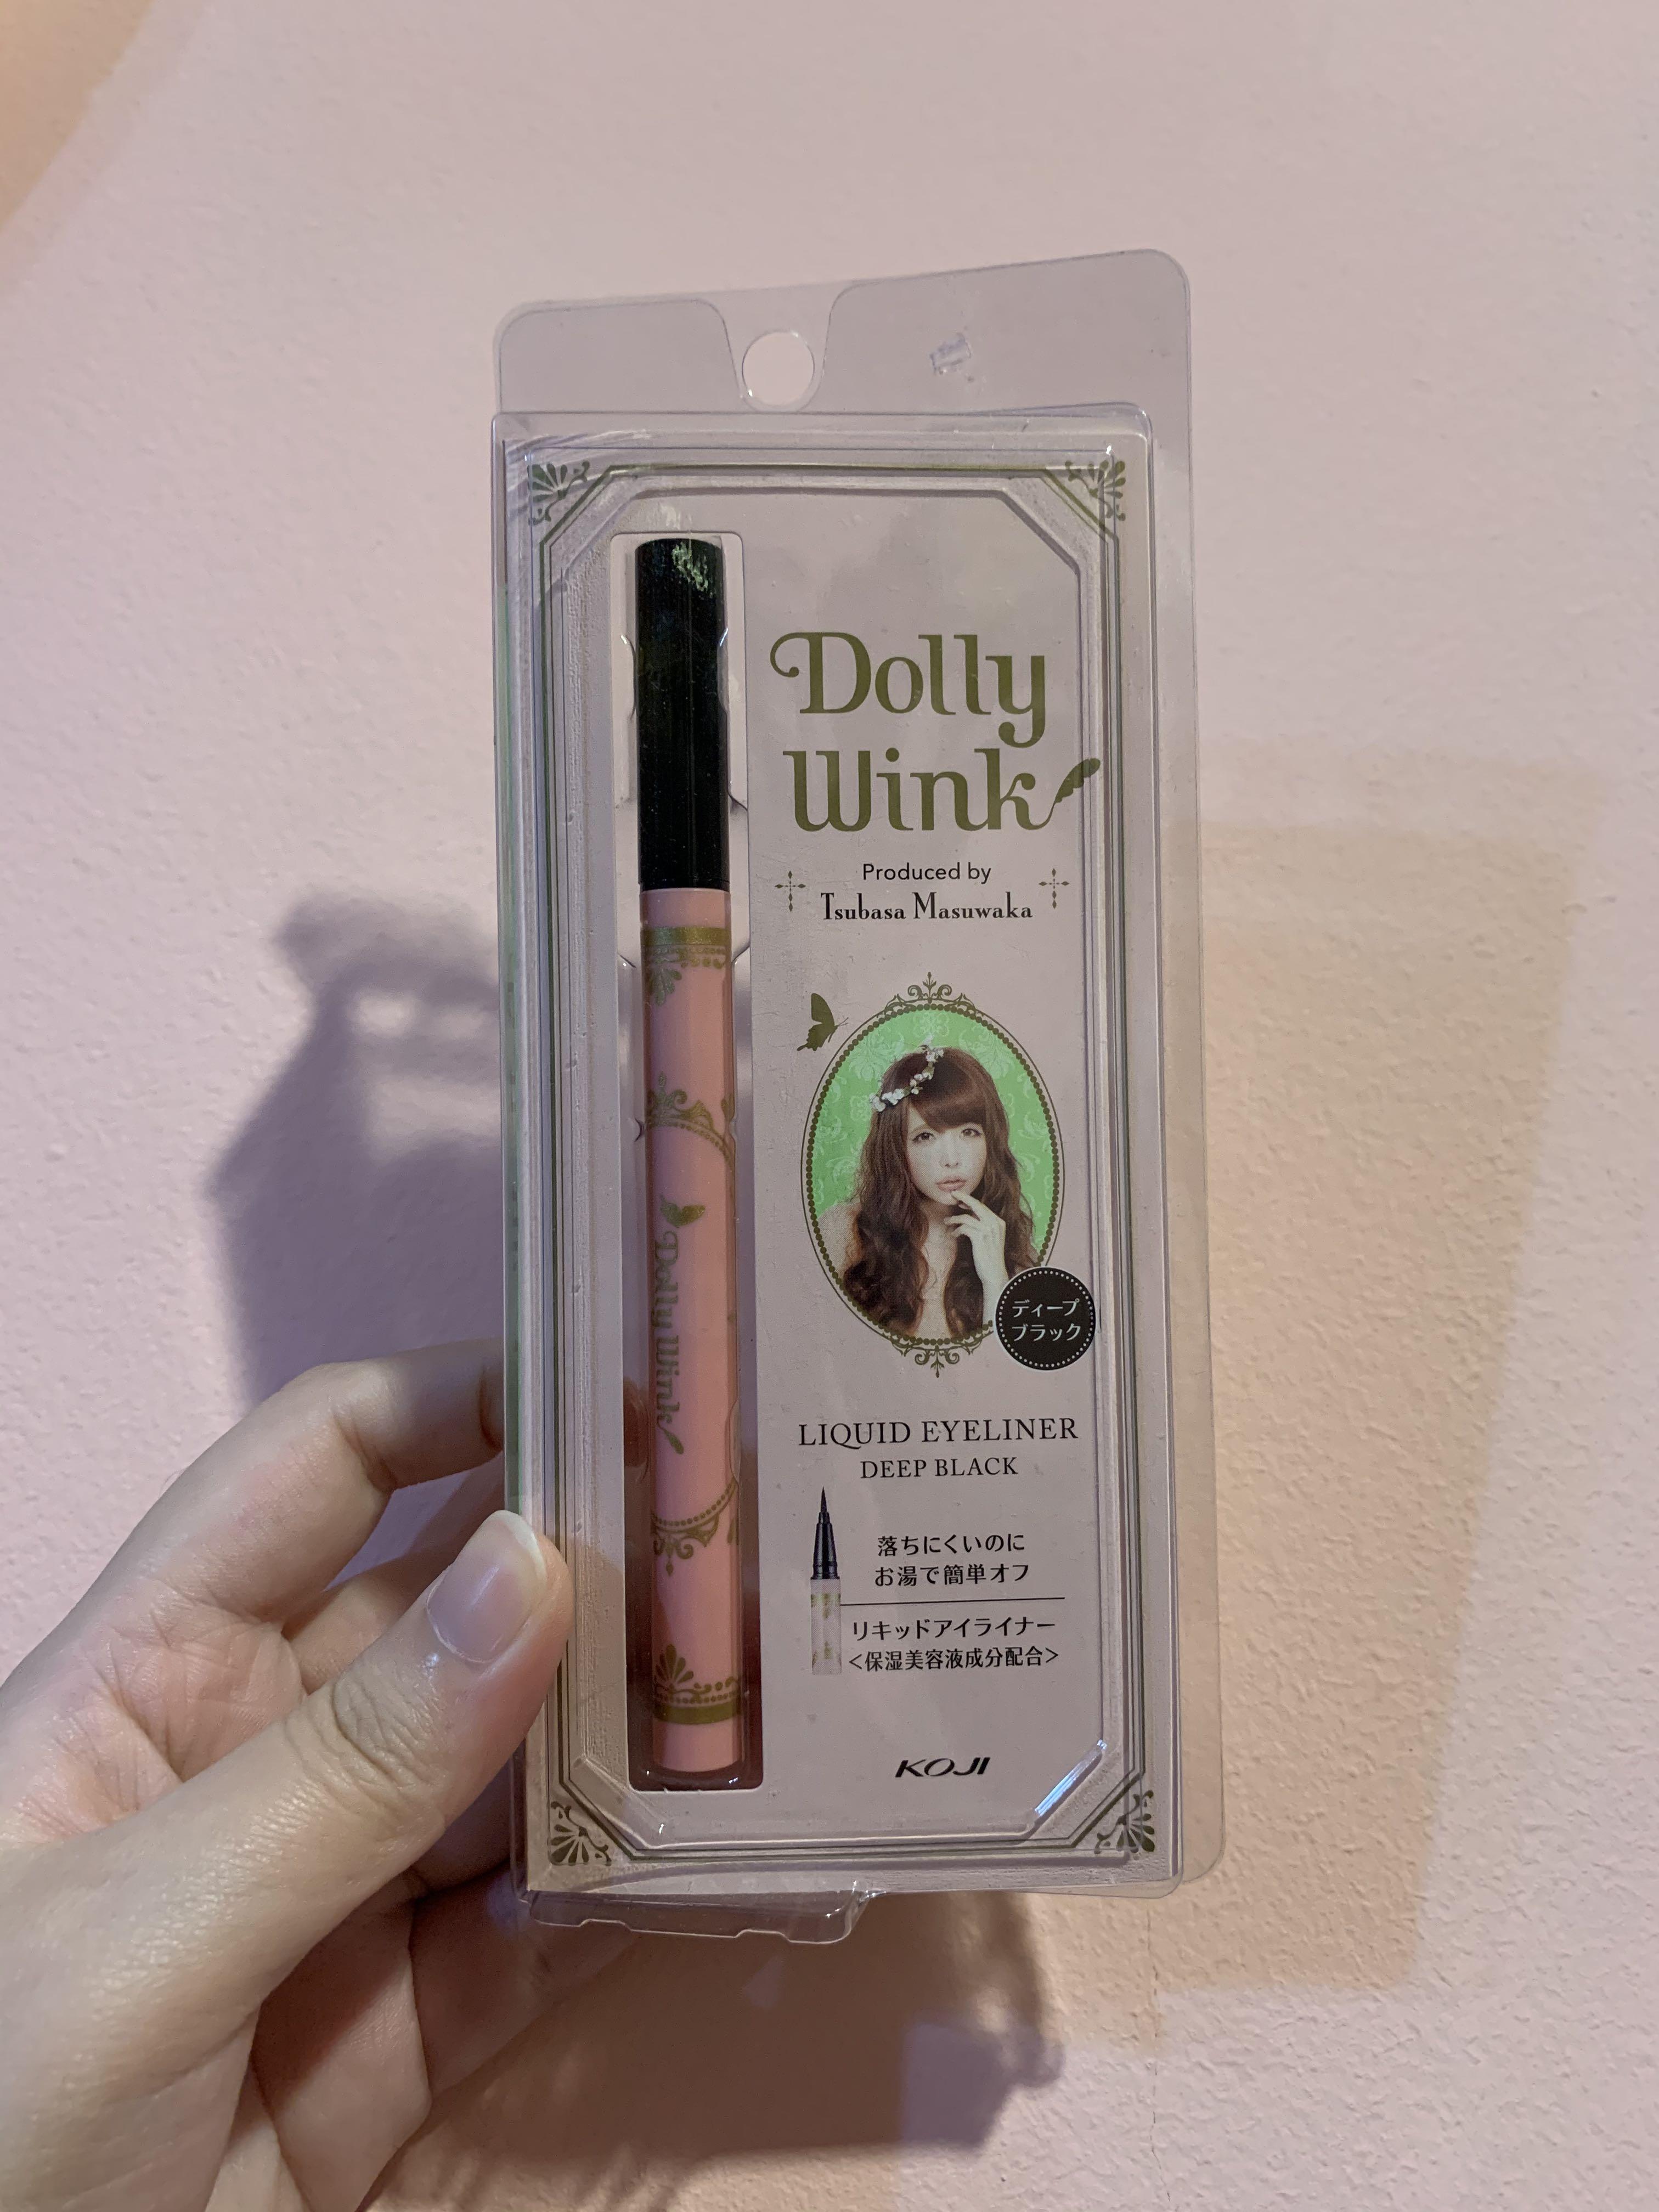 Dolly
Wink
Produced by
Tsubasa Masuwaka
ディープ
ブラック
LIQUID EYELINER
DEEP BLACK
落ちにくいのに
お湯で簡単オフ
リキッドアイライナー
<保湿美容液成分配合>
KOJI
Dolly Wink